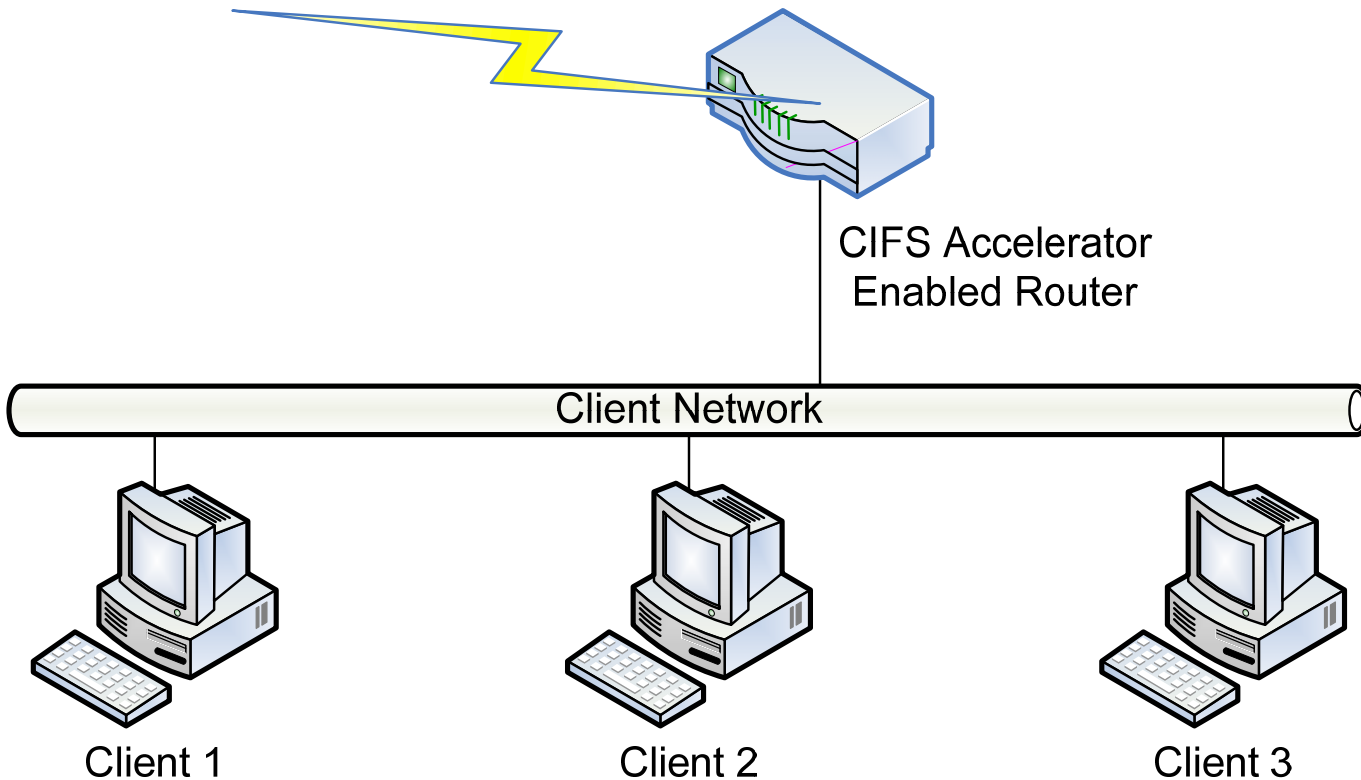 CIFS Accelerator
Enabled Router
Client Network
Client 1
Client 2
Client 3